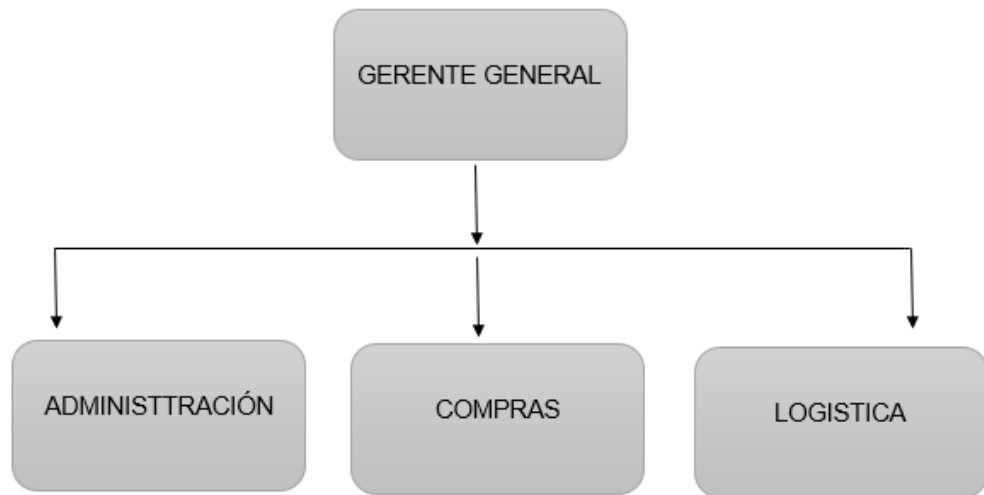 GERENTE GENERAL
ADMINISTTRACIÓN
COMPRAS
LOGISTICA